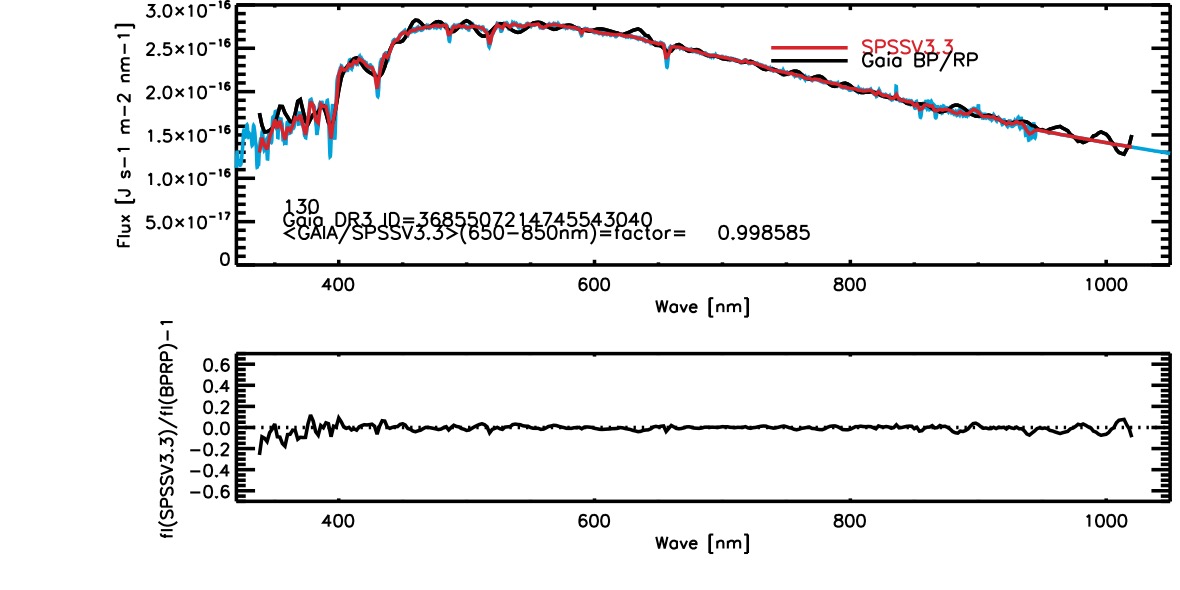 3.0×10−16
2.5×10−16
2.0×10−16
1.5×10−16
1.0×10−16
5.0×10−17
0
Flux [J s−1 m−2 nm−1]
SPSSV3.3
Gaia BP/RP
130
Gaia DR3 ID=3685507214745543040
<GAIA/SPSSV3.3>(650−850nm)=factor= 0.998585
400 600 800 1000
Wave [nm]
fl(SPSSV3.3)/fl(BPRP)−1
0.6
0.4
0.2
0.0
−0.2
−0.4
−0.6
400 600 800 1000
Wave [nm]